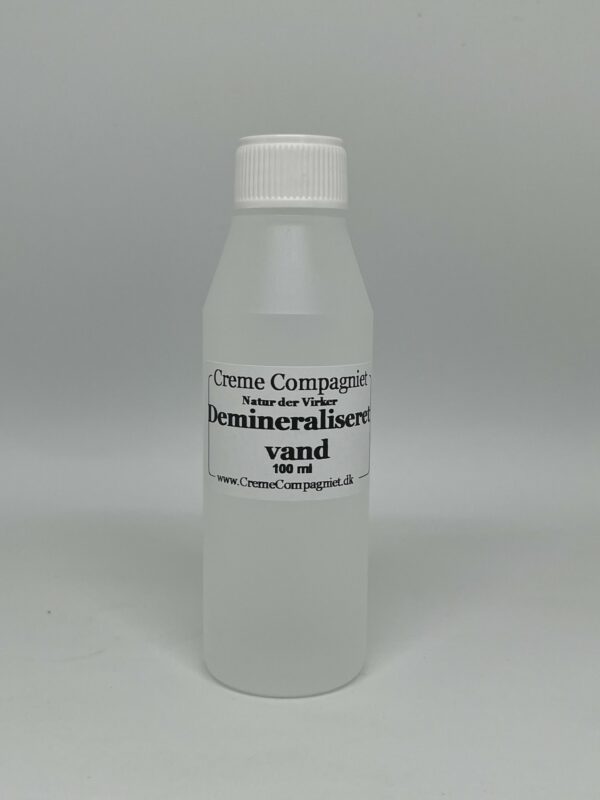 Creme Compagniet
Natur der Virker
Demineraliseret
vand
100 ml
www.CremeCompagniet.dk